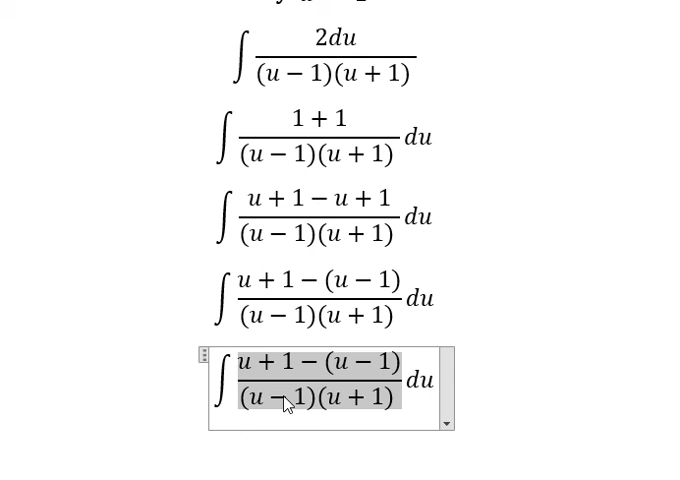 ∫ 2du / (u − 1)(u + 1)
∫ 1 + 1 / (u − 1)(u + 1) du
∫ u + 1 − u + 1 / (u − 1)(u + 1) du
∫ u + 1 − (u − 1) / (u − 1)(u + 1) du
∫ u + 1 − (u − 1) / (u − 1)(u + 1) du